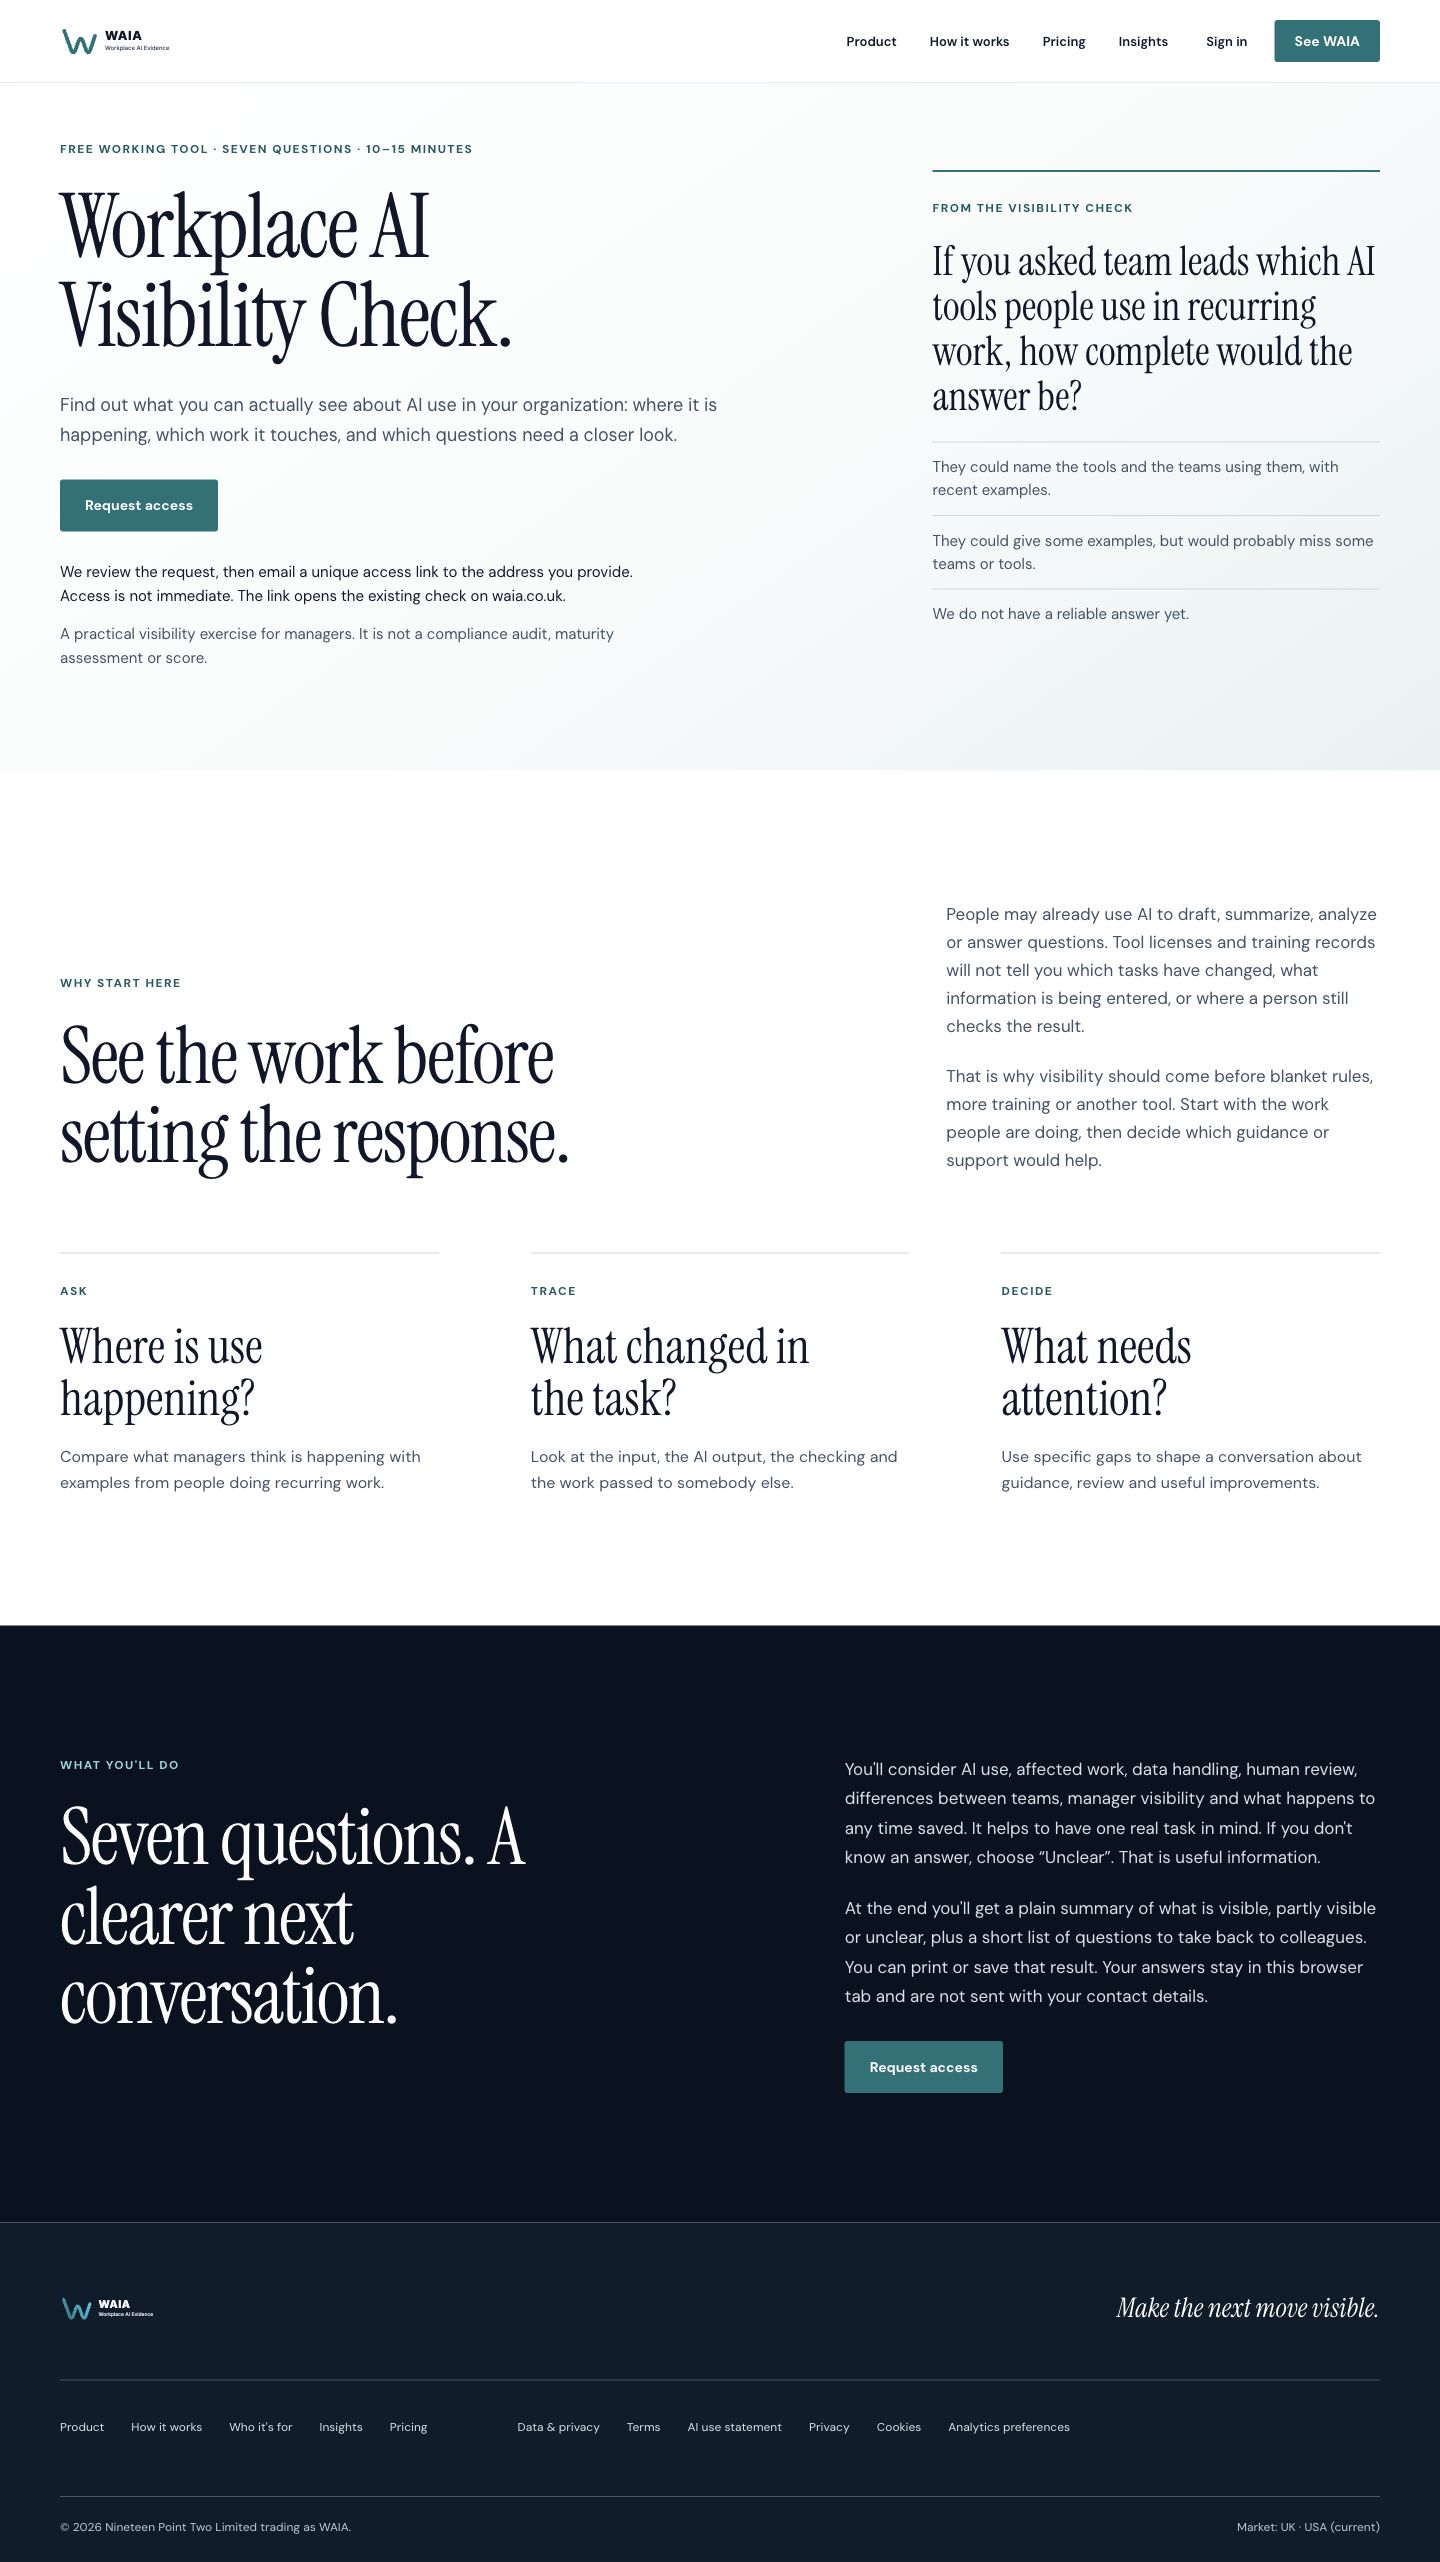 WAIA
Workplace AI Evidence
Product
How it works
Pricing
Insights
Sign in
See WAIA
FREE WORKING TOOL · SEVEN QUESTIONS · 10–15 MINUTES
Workplace AI
Visibility Check.
Find out what you can actually see about AI use in your organization: where it is
happening, which work it touches, and which questions need a closer look.
Request access
We review the request, then email a unique access link to the address you provide.
Access is not immediate. The link opens the existing check on waia.co.uk.
A practical visibility exercise for managers. It is not a compliance audit, maturity
assessment or score.
FROM THE VISIBILITY CHECK
If you asked team leads which AI
tools people use in recurring
work, how complete would the
answer be?
They could name the tools and the teams using them, with
recent examples.
They could give some examples, but would probably miss some
teams or tools.
We do not have a reliable answer yet.
WHY START HERE
See the work before
setting the response.
People may already use AI to draft, summarize, analyze
or answer questions. Tool licenses and training records
will not tell you which tasks have changed, what
information is being entered, or where a person still
checks the result.
That is why visibility should come before blanket rules,
more training or another tool. Start with the work
people are doing, then decide which guidance or
support would help.
ASK
Where is use
happening?
Compare what managers think is happening with
examples from people doing recurring work.
TRACE
What changed in
the task?
Look at the input, the AI output, the checking and
the work passed to somebody else.
DECIDE
What needs
attention?
Use specific gaps to shape a conversation about
guidance, review and useful improvements.
WHAT YOU'LL DO
Seven questions. A
clearer next
conversation.
You'll consider AI use, affected work, data handling, human review,
differences between teams, manager visibility and what happens to
any time saved. It helps to have one real task in mind. If you don't
know an answer, choose “Unclear”. That is useful information.
At the end you'll get a plain summary of what is visible, partly visible
or unclear, plus a short list of questions to take back to colleagues.
You can print or save that result. Your answers stay in this browser
tab and are not sent with your contact details.
Request access
WAIA
Workplace AI Evidence
Make the next move visible.
Product
How it works
Who it's for
Insights
Pricing
Data & privacy
Terms
AI use statement
Privacy
Cookies
Analytics preferences
© 2026 Nineteen Point Two Limited trading as WAIA.
Market: UK · USA (current)